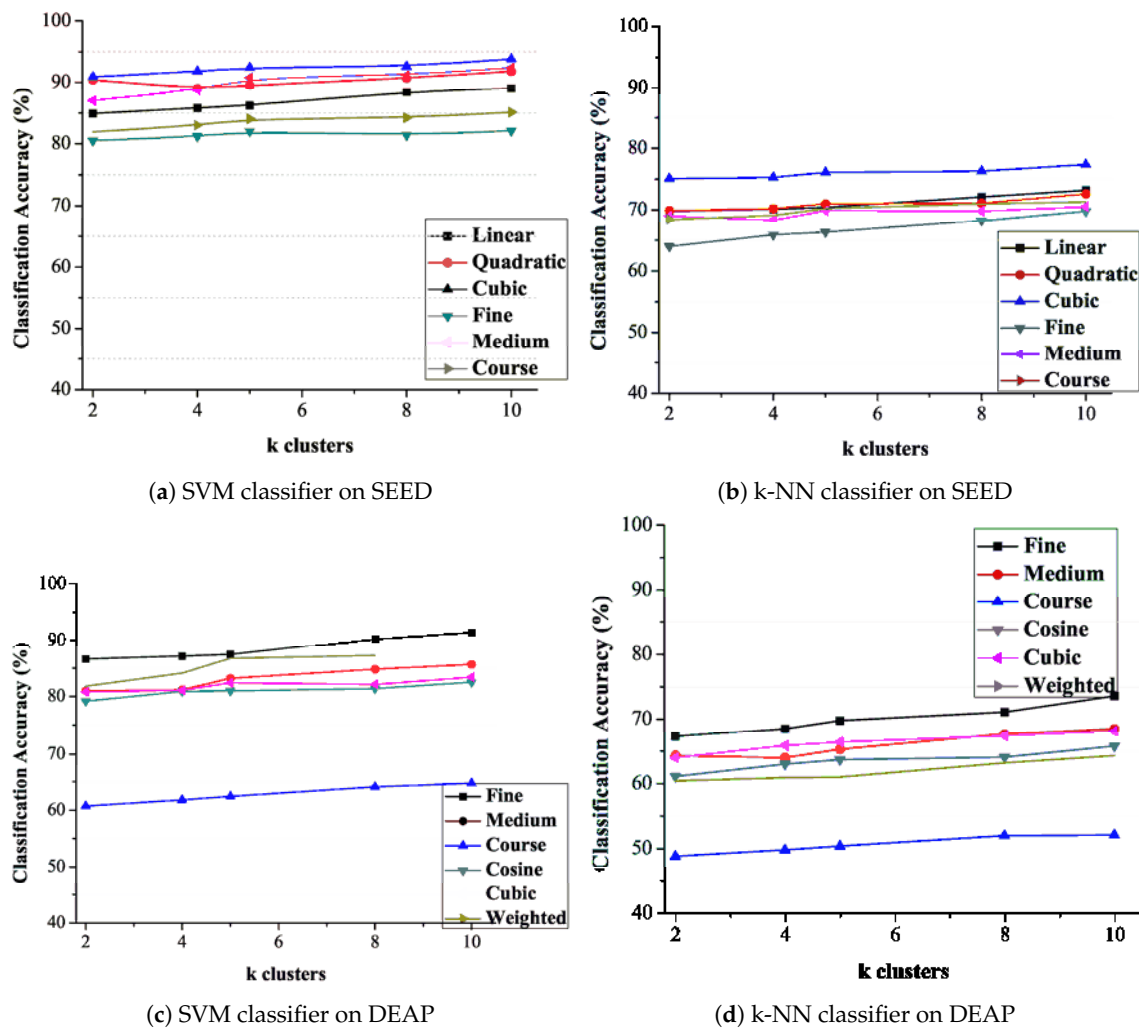 100
90
80
70
60
50
40
Classification Accuracy (%)
2
4
6
8
10
k clusters
Linear
Quadratic
Cubic
Fine
Medium
Course
(a) SVM classifier on SEED
100
90
80
70
60
50
40
Classification Accuracy (%)
2
4
6
8
10
k clusters
Linear
Quadratic
Cubic
Fine
Medium
Course
(b) k-NN classifier on SEED
100
90
80
70
60
50
40
Classification Accuracy (%)
2
4
6
8
10
k clusters
Fine
Medium
Course
Cosine
Cubic
Weighted
(c) SVM classifier on DEAP
100
90
80
70
60
50
40
Classification Accuracy (%)
2
4
6
8
10
k clusters
Fine
Medium
Course
Cosine
Cubic
Weighted
(d) k-NN classifier on DEAP